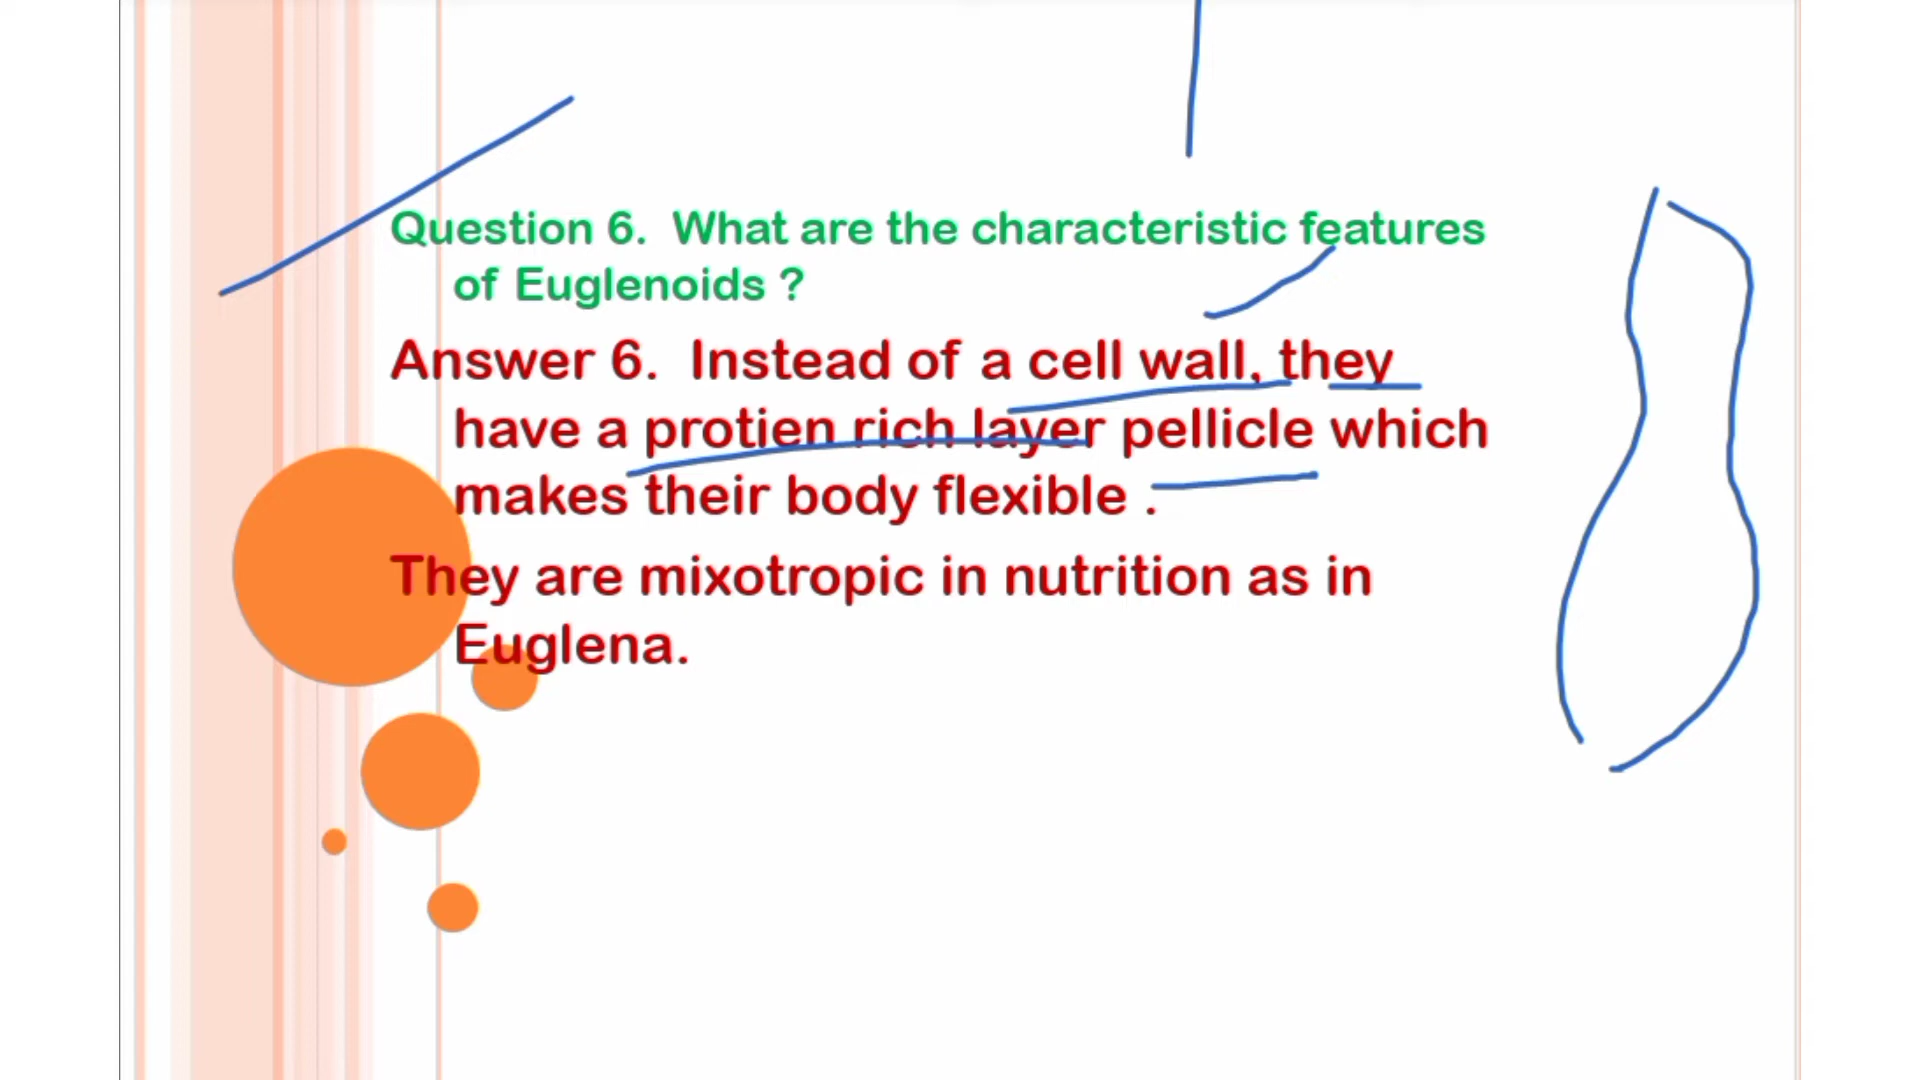 Question 6. What are the characteristic features
of Euglenoids ?
Answer 6. Instead of a cell wall, they
have a protien rich layer pellicle which
makes their body flexible .
They are mixotropic in nutrition as in
Euglena.